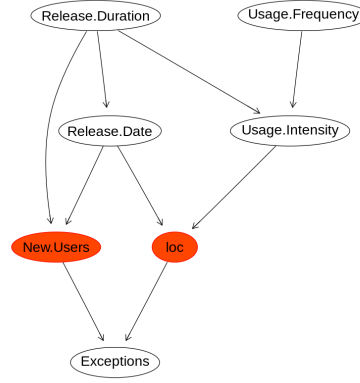 Release.Duration
Usage.Frequency
Release.Date
Usage.Intensity
New.Users
loc
Exceptions